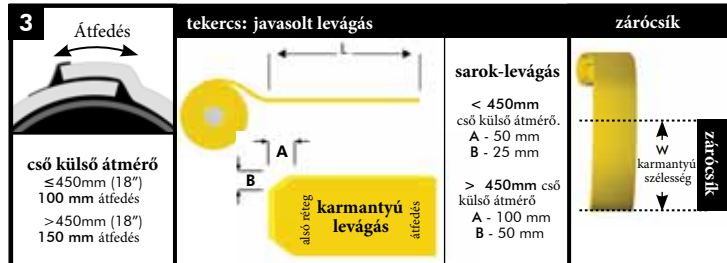 3
Átfedés
cső külső átmérő
≤450mm (18”)
100 mm átfedés
>450mm (18”)
150 mm átfedés
tekercs: javasolt levágás
L
A
B
alsó réteg
karmantyú
levágás
átfedés
sarok-levágás
< 450mm
cső külső átmérő.
A - 50 mm
B - 25 mm
> 450mm cső
külső átmérő
A - 100 mm
B - 50 mm
zárócsík
w
karmantyú
szélesség
zárócsík